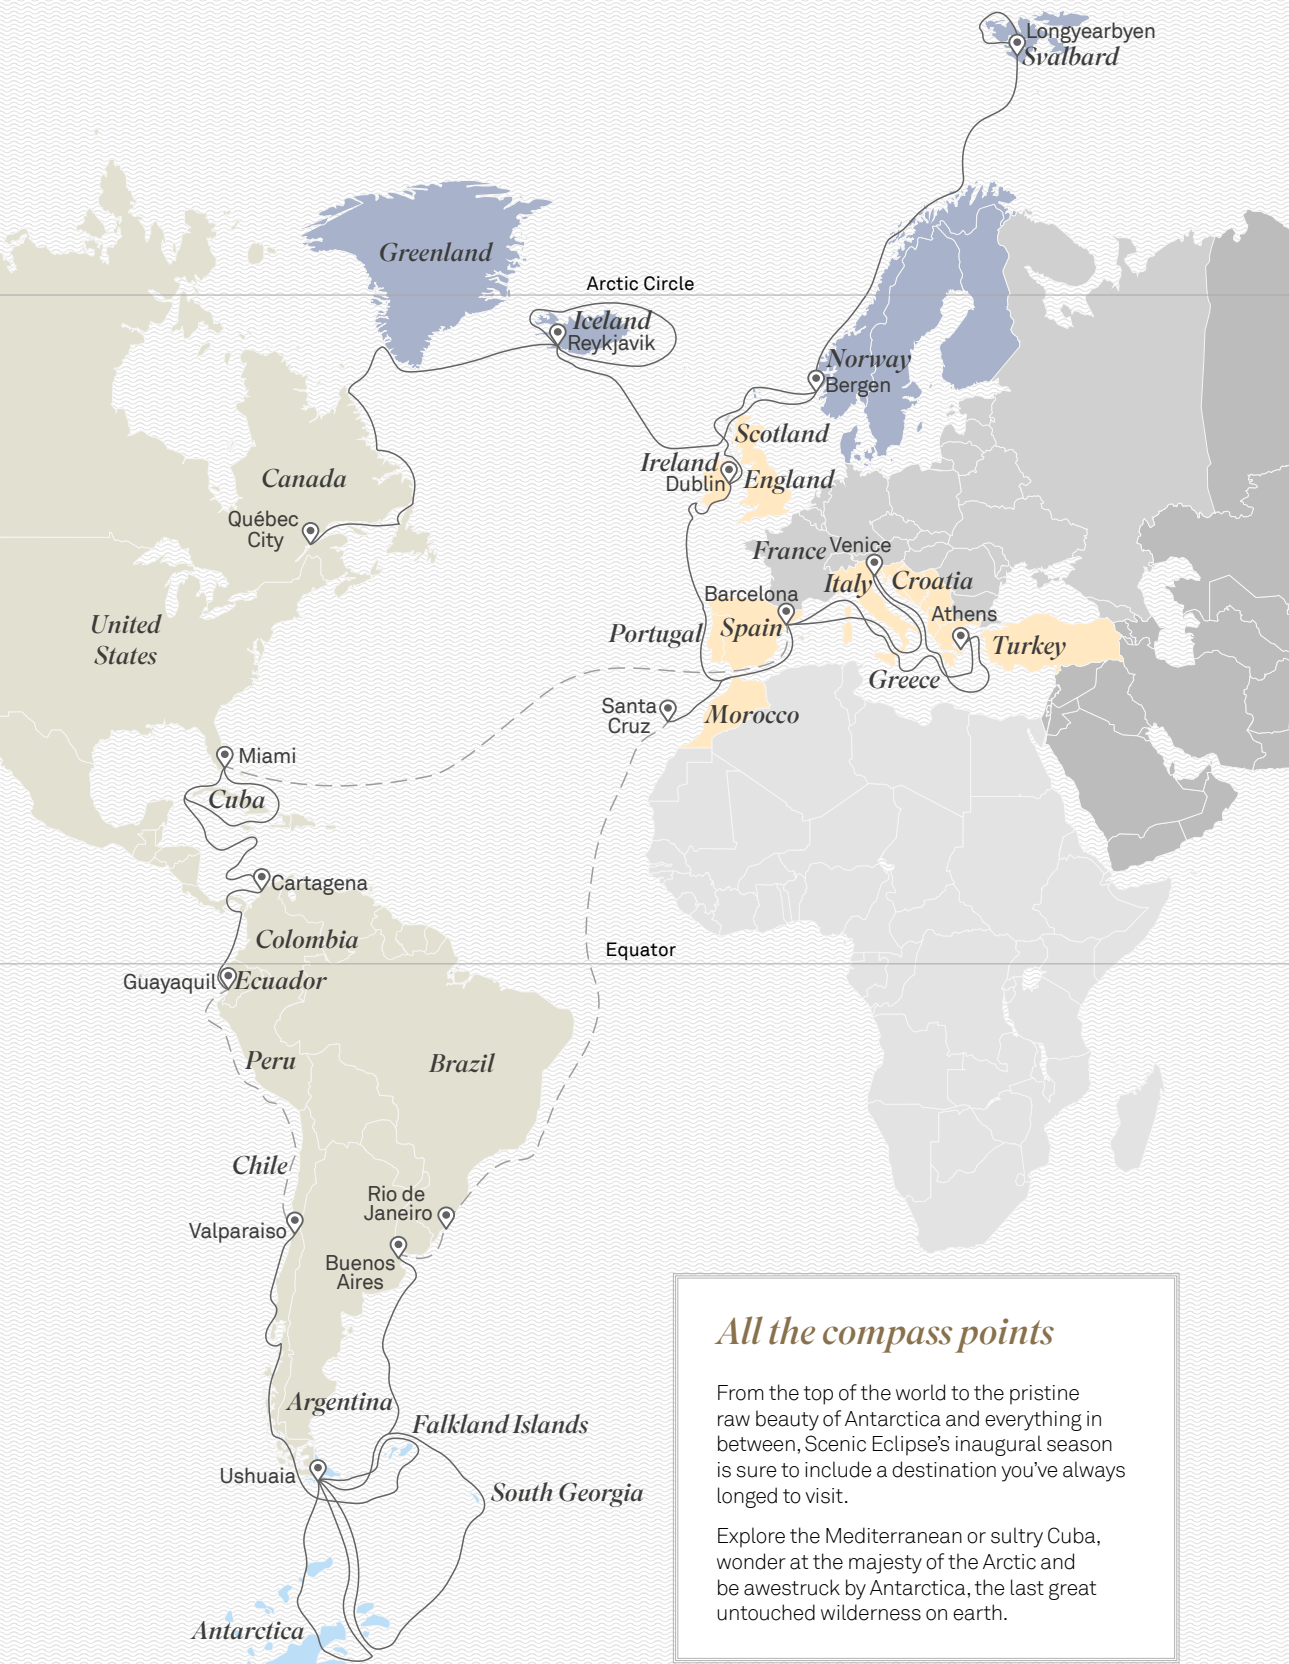 Longyearbyen
Svalbard
Greenland
Arctic Circle
Iceland
Reykjavik
Norway
Bergen
Scotland
Ireland
Dublin
England
Canada
Québec
City
France
Venice
Italy
Croatia
Barcelona
Athens
United
States
Portugal
Spain
Turkey
Greece
Santa
Cruz
Morocco
Miami
Cuba
Cartagena
Colombia
Equator
Guayaquil
Ecuador
Peru
Brazil
Chile
Rio de
Janeiro
Valparaiso
Buenos
Aires
Argentina
Falkland Islands
Ushuaia
South Georgia
Antarctica
All the compass points
From the top of the world to the pristine
raw beauty of Antarctica and everything in
between, Scenic Eclipse’s inaugural season
is sure to include a destination you’ve always
longed to visit.
Explore the Mediterranean or sultry Cuba,
wonder at the majesty of the Arctic and
be awestruck by Antarctica, the last great
untouched wilderness on earth.